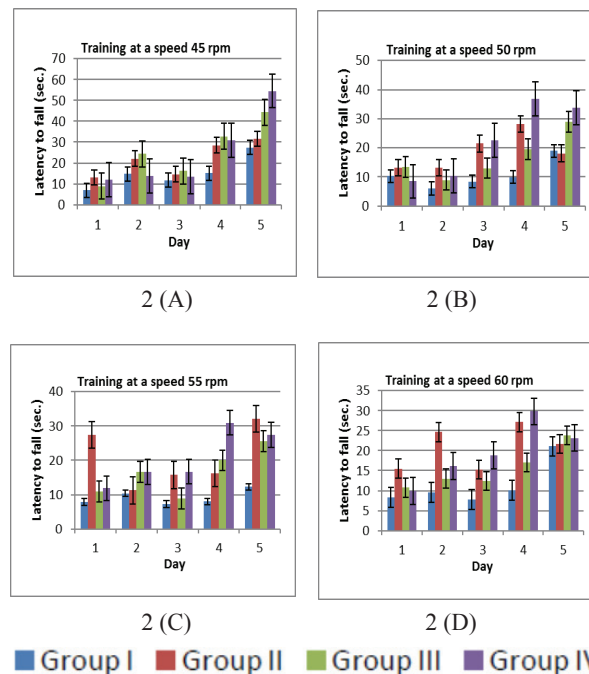 Training at a speed 45 rpm
Latency to fall (sec.)
70
60
50
40
30
20
10
0
1 2 3 4 5
Day
2 (A)
Training at a speed 50 rpm
Latency to fall (sec.)
50
40
30
20
10
0
1 2 3 4 5
Day
2 (B)
Training at a speed 55 rpm
Latency to fall (sec.)
40
30
20
10
0
1 2 3 4 5
Day
2 (C)
Training at a speed 60 rpm
Latency to fall (sec.)
35
30
25
20
15
10
5
0
1 2 3 4 5
Day
2 (D)
Group I Group II Group III Group IV